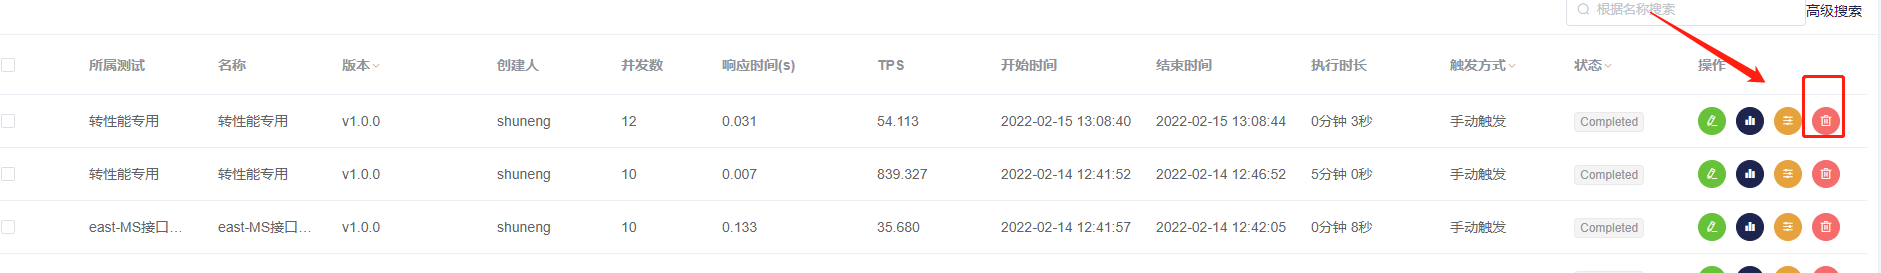 根据名称搜索 高级搜索
所属测试 名称 版本 创建人 并发数 响应时间(s) TPS 开始时间 结束时间 执行时长 触发方式 状态 操作
转性能专用 转性能专用 v1.0.0 shuneng 12 0.031 54.113 2022-02-15 13:08:40 2022-02-15 13:08:44 0分钟 3秒 手动触发 Completed
转性能专用 转性能专用 v1.0.0 shuneng 10 0.007 839.327 2022-02-14 12:41:52 2022-02-14 12:46:52 5分钟 0秒 手动触发 Completed
east-MS接口... east-MS接口... v1.0.0 shuneng 10 0.133 35.680 2022-02-14 12:41:57 2022-02-14 12:42:05 0分钟 8秒 手动触发 Completed